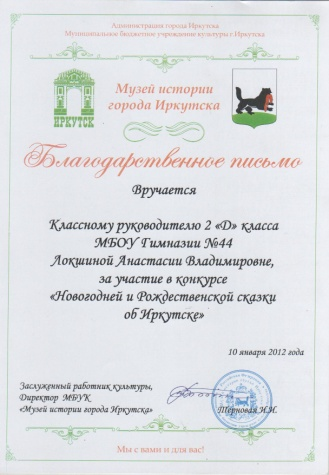 Администрация города Иркутска
Муниципальное бюджетное учреждение культуры г.Иркутска
ИРКУТСК
Музей истории
города Иркутска
Благодарственное письмо
Вручается
Классному руководителю 2 «D» класса
МБОУ Гимназии №44
Локшиной Анастасии Владимировне,
за участие в конкурсе
«Новогодней и Рождественской сказки
об Иркутске»
10 января 2012 года
Заслуженный работник культуры,
Директор МБУК
«Музей истории города Иркутска»
Терновая И.И.
Мы с вами и для вас!